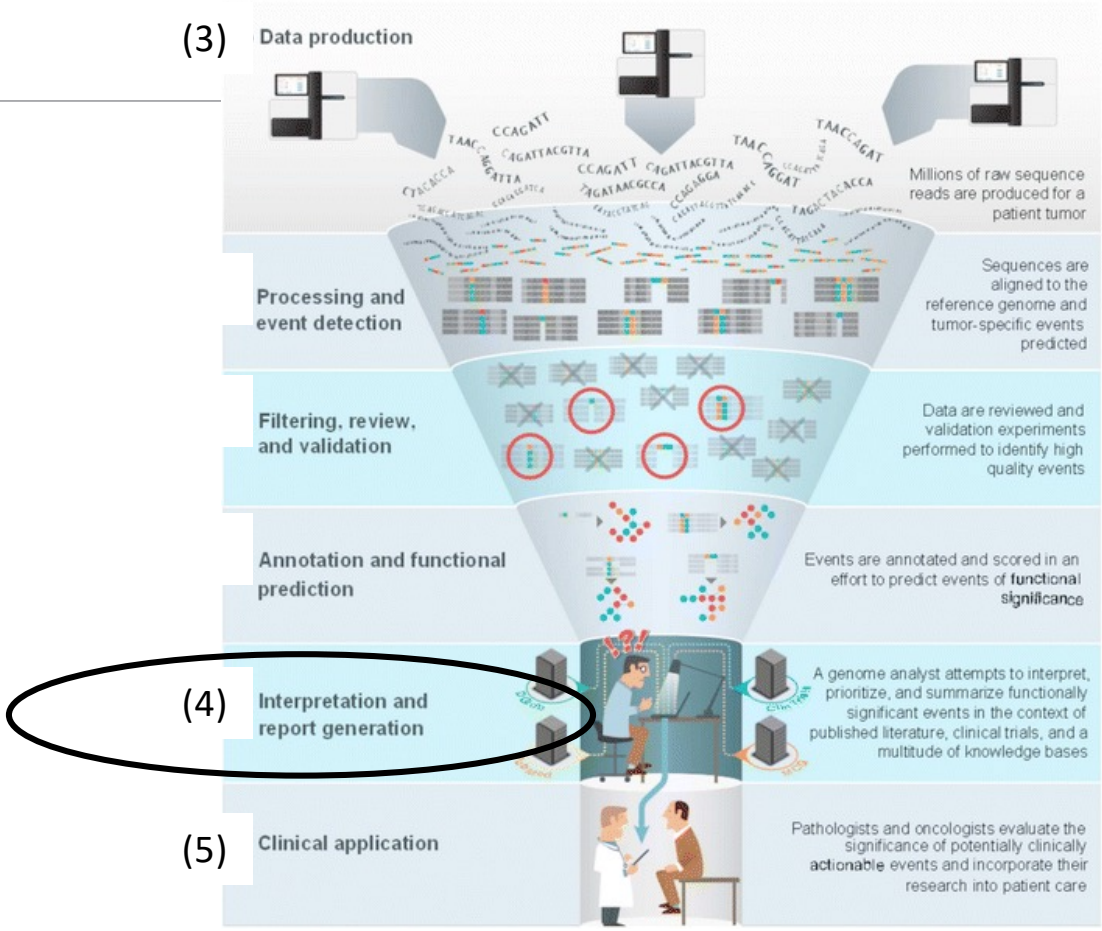 (3)
Data production
CCAGATT
TAACCAGGATTA
CAGATTACGTTA
CCAGATT
CAGATTACGTTA
TAACCAGGAT
TAACCAGAT
CTACACCA
TAGATAACGCCA
CCAGAGGA
TAGACTACACCA
Millions of raw sequence
reads are produced for a
patient tumor
Processing and
event detection
Sequences are
aligned to the
reference genome and
tumor-specific events
predicted
Filtering, review,
and validation
Data are reviewed and
validation experiments
performed to identify high
quality events
Annotation and functional
prediction
Events are annotated and scored in an
effort to predict events of functional
significance
!?!
(4)
Interpretation and
report generation
A genome analyst attempts to interpret,
prioritize, and summarize functionally
significant events in the context of
published literature, clinical trials, and a
multitude of knowledge bases
(5)
Clinical application
Pathologists and oncologists evaluate the
significance of potentially clinically
actionable events and incorporate their
research into patient care